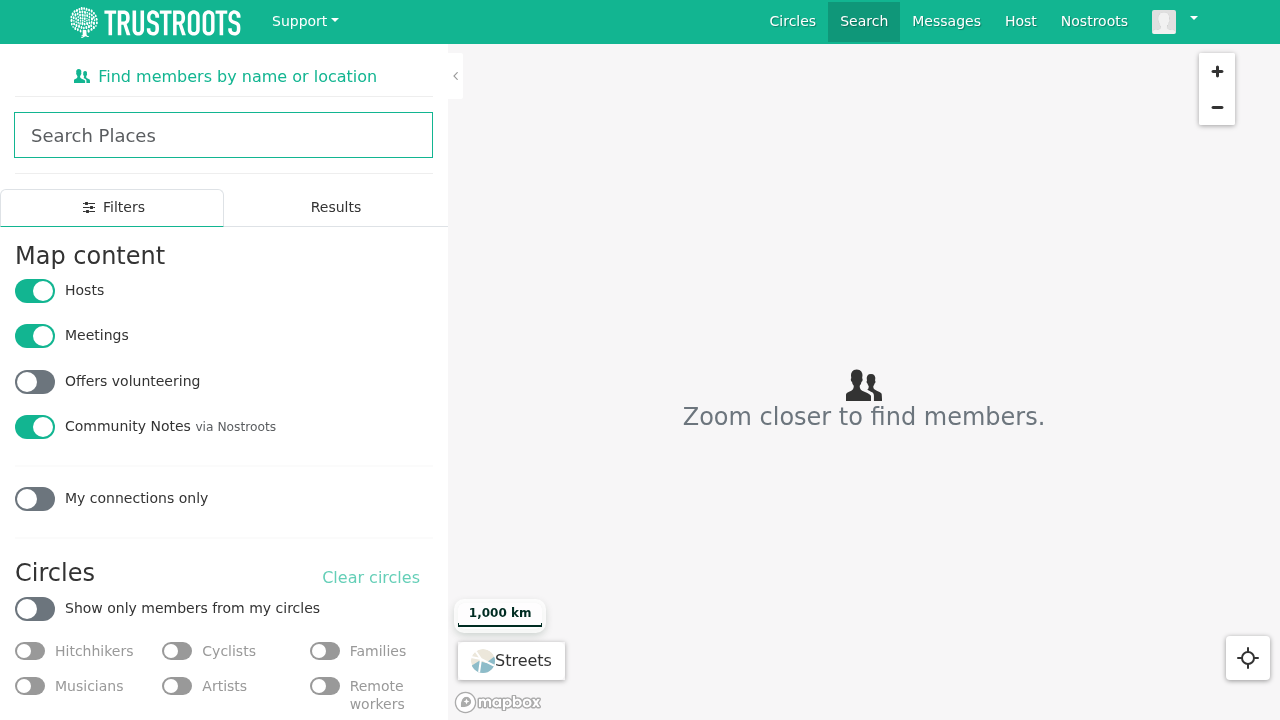 TRUSTROOTS
Support
Circles
Search
Messages
Host
Nostroots
Find members by name or location
Search Places
Filters
Results
Map content
Hosts
Meetings
Offers volunteering
Community Notes via Nostroots
My connections only
Circles
Clear circles
Show only members from my circles
Hitchhikers
Cyclists
Families
Musicians
Artists
Remote
workers
Zoom closer to find members.
1,000 km
Streets
mapbox